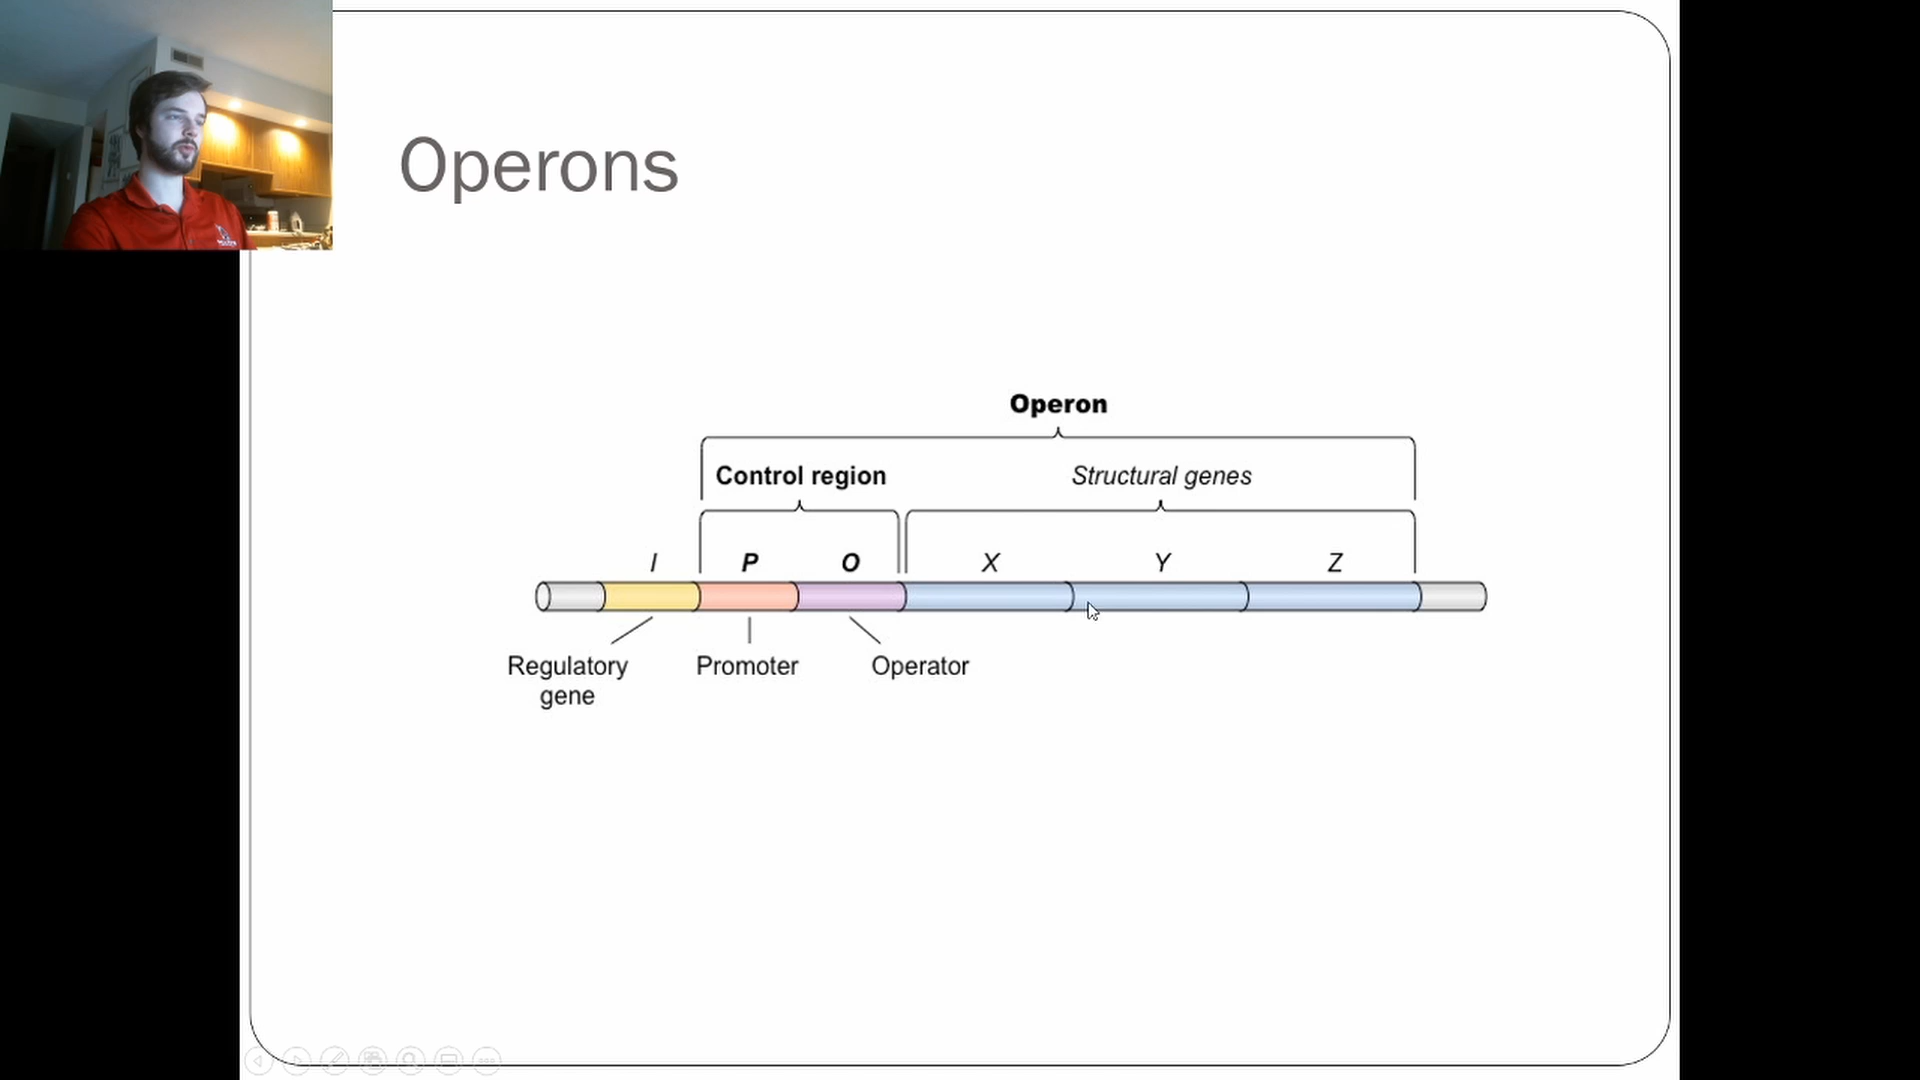 Operons
Operon
Control region
Structural genes
I P O X Y Z
Regulatory
gene
Promoter
Operator